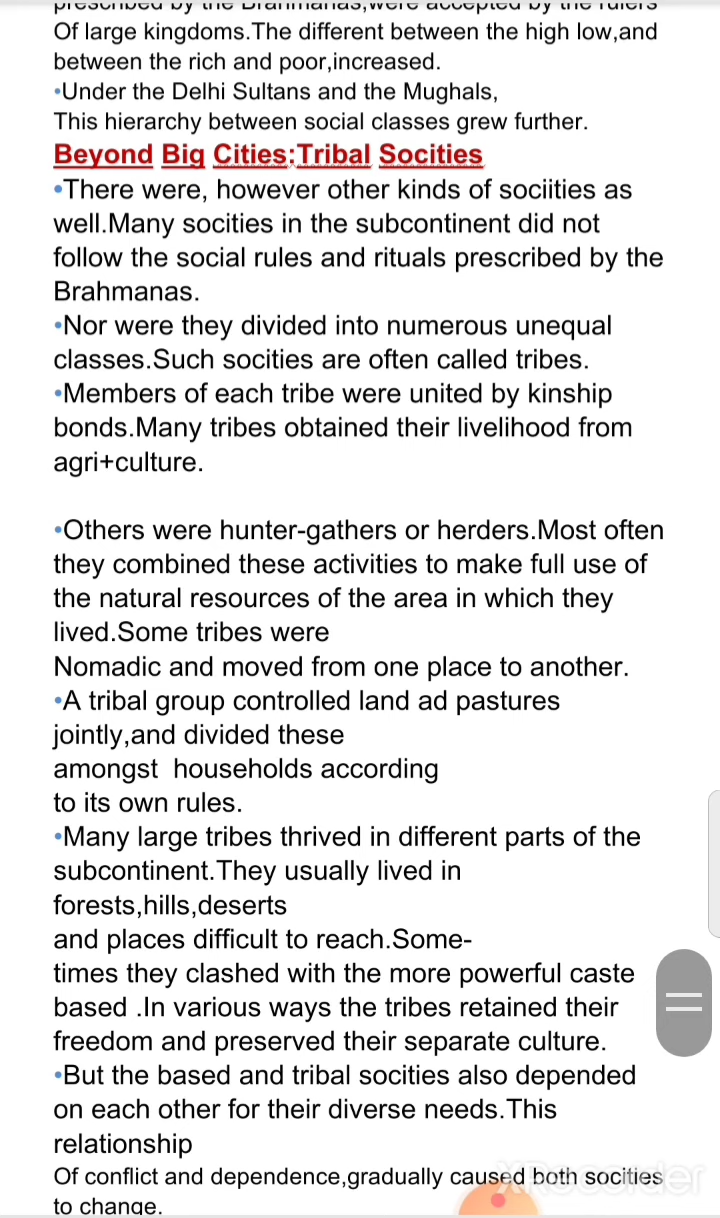 prescribed by the Brahmanas,were accepted by the rulers
Of large kingdoms.The different between the high low,and
between the rich and poor,increased.
•Under the Delhi Sultans and the Mughals,
This hierarchy between social classes grew further.
Beyond Big Cities:Tribal Socities
•There were, however other kinds of sociities as
well.Many socities in the subcontinent did not
follow the social rules and rituals prescribed by the
Brahmanas.
•Nor were they divided into numerous unequal
classes.Such socities are often called tribes.
•Members of each tribe were united by kinship
bonds.Many tribes obtained their livelihood from
agri+culture.
•Others were hunter-gathers or herders.Most often
they combined these activities to make full use of
the natural resources of the area in which they
lived.Some tribes were
Nomadic and moved from one place to another.
•A tribal group controlled land ad pastures
jointly,and divided these
amongst  households according
to its own rules.
•Many large tribes thrived in different parts of the
subcontinent.They usually lived in
forests,hills,deserts
and places difficult to reach.Some-
times they clashed with the more powerful caste
based .In various ways the tribes retained their
freedom and preserved their separate culture.
•But the based and tribal socities also depended
on each other for their diverse needs.This
relationship
Of conflict and dependence,gradually caused both socities
to change.
XRecorder